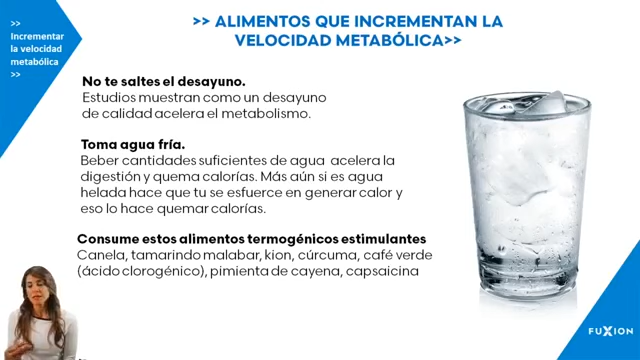 >>
Incrementar
la velocidad
metabólica
>>
>> ALIMENTOS QUE INCREMENTAN LA
VELOCIDAD METABÓLICA>>
No te saltes el desayuno.
Estudios muestran como un desayuno
de calidad acelera el metabolismo.
Toma agua fría.
Beber cantidades suficientes de agua acelera la
digestión y quema calorías. Más aún si es agua
helada hace que tu se esfuerce en generar calor y
eso lo hace quemar calorías.
Consume estos alimentos termogénicos estimulantes
Canela, tamarindo malabar, kion, cúrcuma, café verde
(ácido clorogénico), pimienta de cayena, capsaicina
FUXION